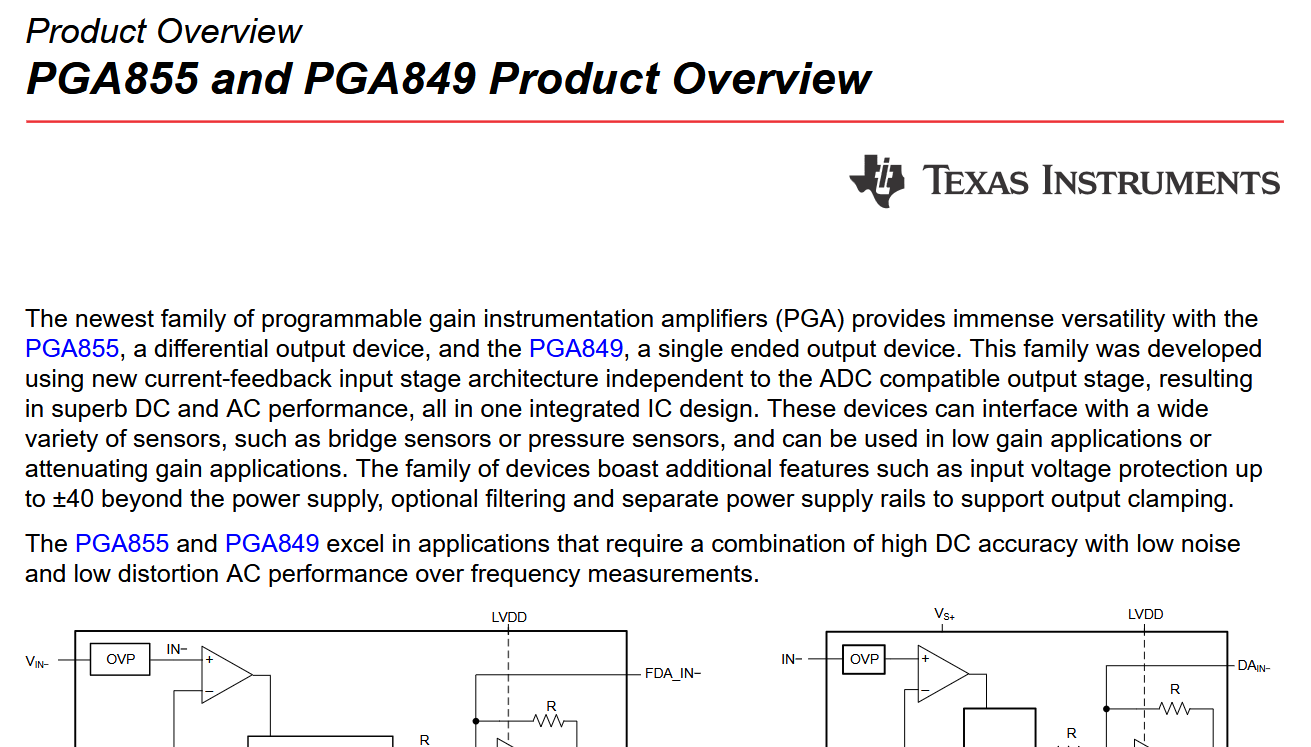 Product Overview
PGA855 and PGA849 Product Overview
TEXAS INSTRUMENTS
The newest family of programmable gain instrumentation amplifiers (PGA) provides immense versatility with the
PGA855, a differential output device, and the PGA849, a single ended output device. This family was developed
using new current-feedback input stage architecture independent to the ADC compatible output stage, resulting
in superb DC and AC performance, all in one integrated IC design. These devices can interface with a wide
variety of sensors, such as bridge sensors or pressure sensors, and can be used in low gain applications or
attenuating gain applications. The family of devices boast additional features such as input voltage protection up
to ±40 beyond the power supply, optional filtering and separate power supply rails to support output clamping.
The PGA855 and PGA849 excel in applications that require a combination of high DC accuracy with low noise
and low distortion AC performance over frequency measurements.
LVDD
VIN−
OVP
IN−
+
−
FDA_IN−
R
R
VS+
LVDD
IN−
OVP
+
−
DAIN−
R
R